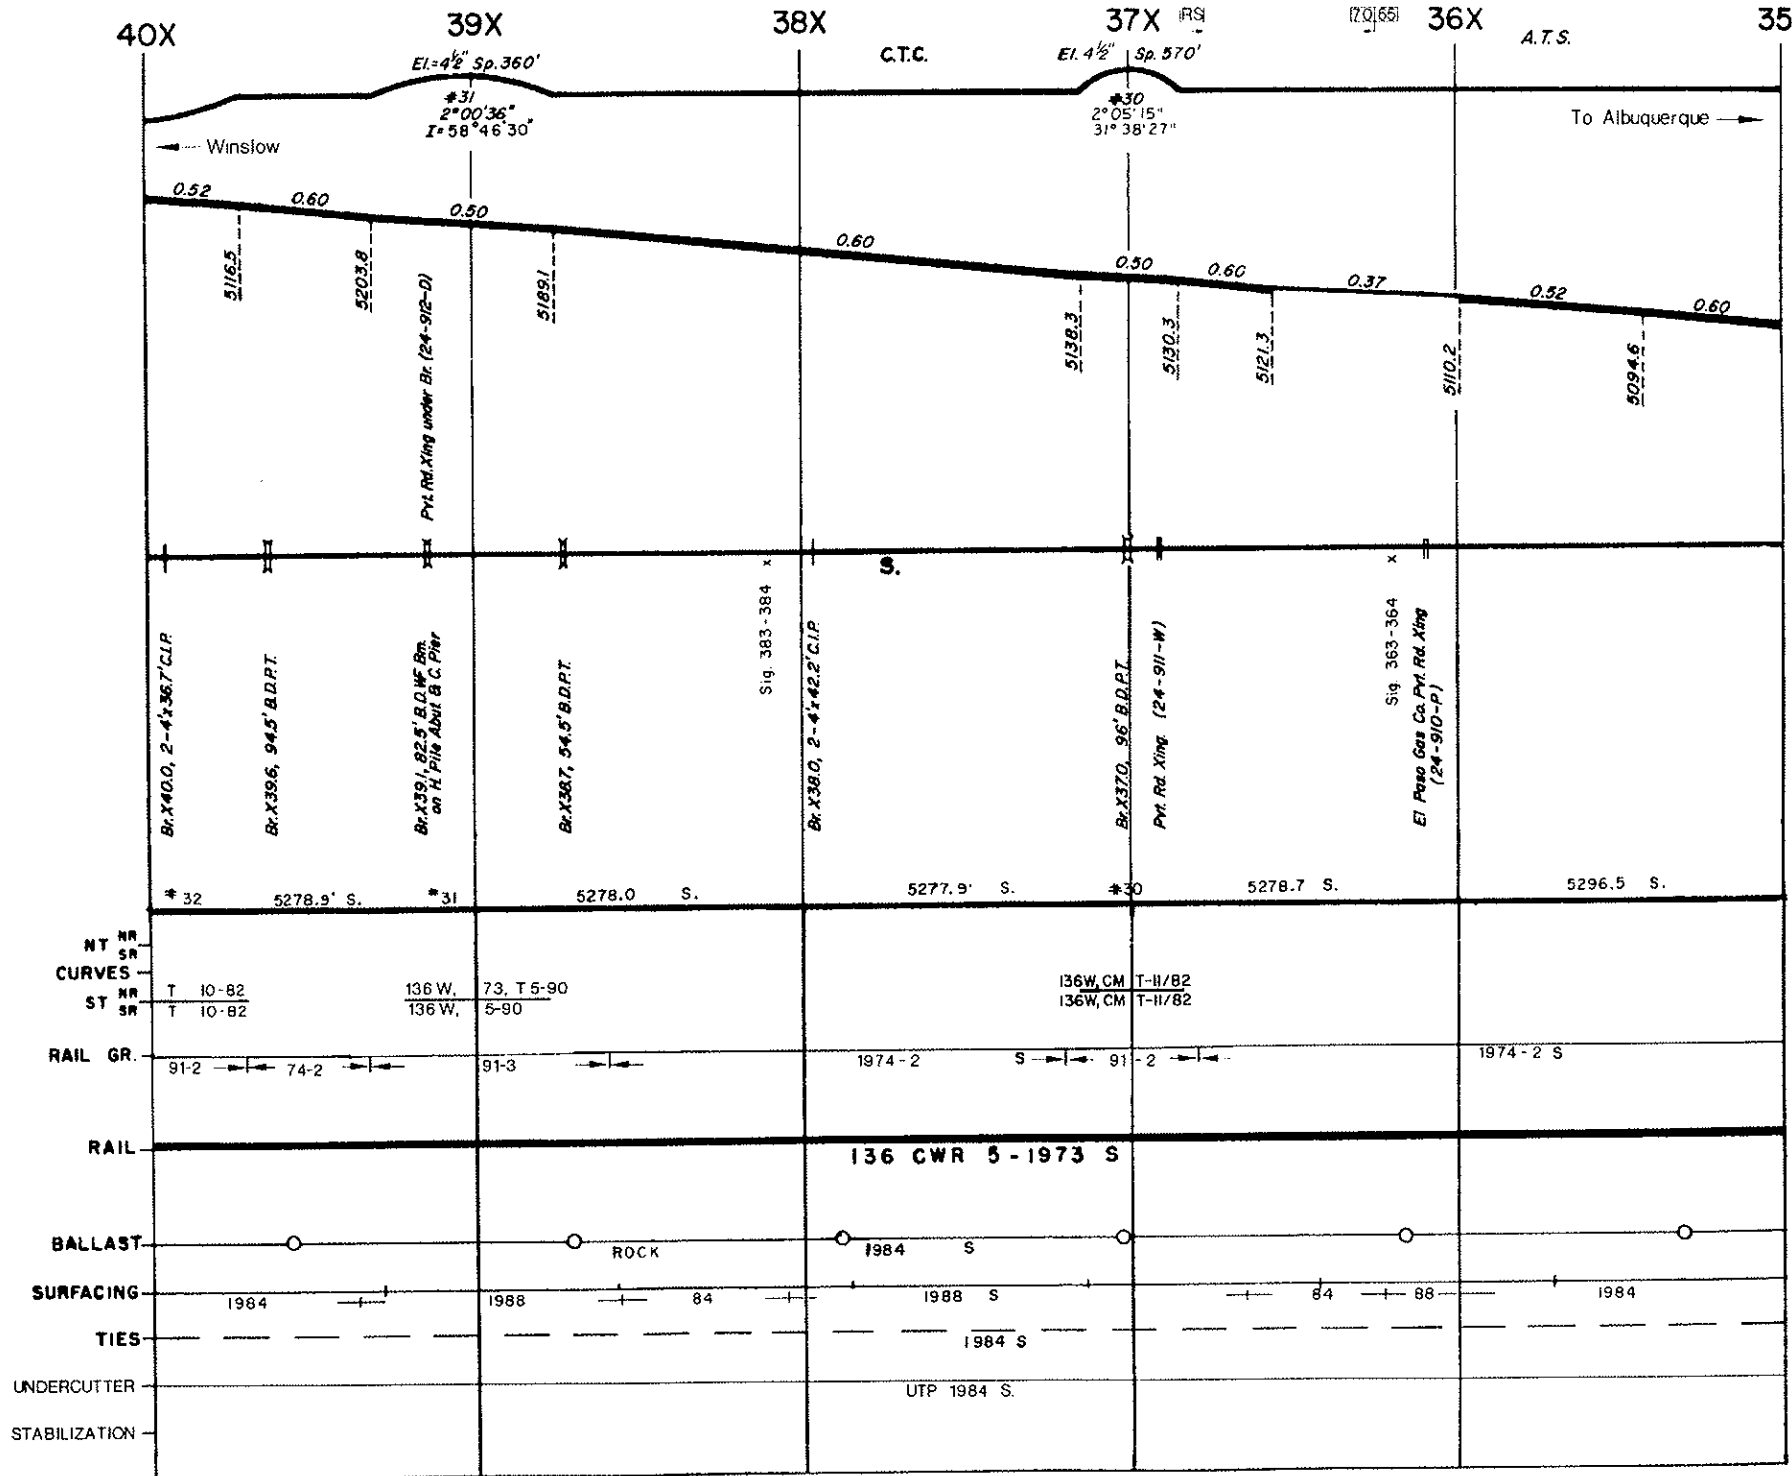 40X 39X 38X 37X RS 70 65 36X 35
C.T.C. A.T.S.
El.=4½" Sp.360' El. 4½" Sp. 570'
#31 #30
2°00'36" 2°05'15"
I=58°46'30" 31°38'27"
Winslow To Albuquerque
0.52 0.60 0.50 0.60 0.50 0.60 0.37 0.52 0.60
5116.5
5203.8
Pvt. Rd. Xing under Br. (24-912-D)
5189.1
5138.3
5130.3
5121.3
5110.2
5094.6
S.
Br.X40.0, 2-4'x36.7' C.I.P.
Br.X39.6, 94.5' B.D.P.T.
Br.X39.1, 82.5' B.D. WF Bm.
on H. Pile Abut. & C. Pier
Br.X38.7, 54.5' B.D.P.T.
Sig. 383-384 x
Br.X38.0, 2-4'x42.2' C.I.P.
Br.X37.0, 96' B.D.P.T.
Pvt. Rd. Xing. (24-911-W)
Sig. 363-364 x
El Paso Gas Co. Pvt. Rd. Xing
(24-910-P)
#32 5278.9' S. #31 5278.0 S. 5277.9' S. #30 5278.7 S. 5296.5 S.
NT NR
SR
CURVES
ST NR T 10-82 136 W, 73, T 5-90 136W, CM T-11/82
SR T 10-82 136 W, 5-90 136W, CM T-11/82
RAIL GR. 91-2 74-2 91-3 1974-2 S 91-2 1974-2 S
RAIL 136 CWR 5-1973 S
BALLAST ROCK 1984 S
SURFACING 1984 1988 84 1988 S 84 88 1984
TIES 1984 S
UNDERCUTTER UTP 1984 S.
STABILIZATION